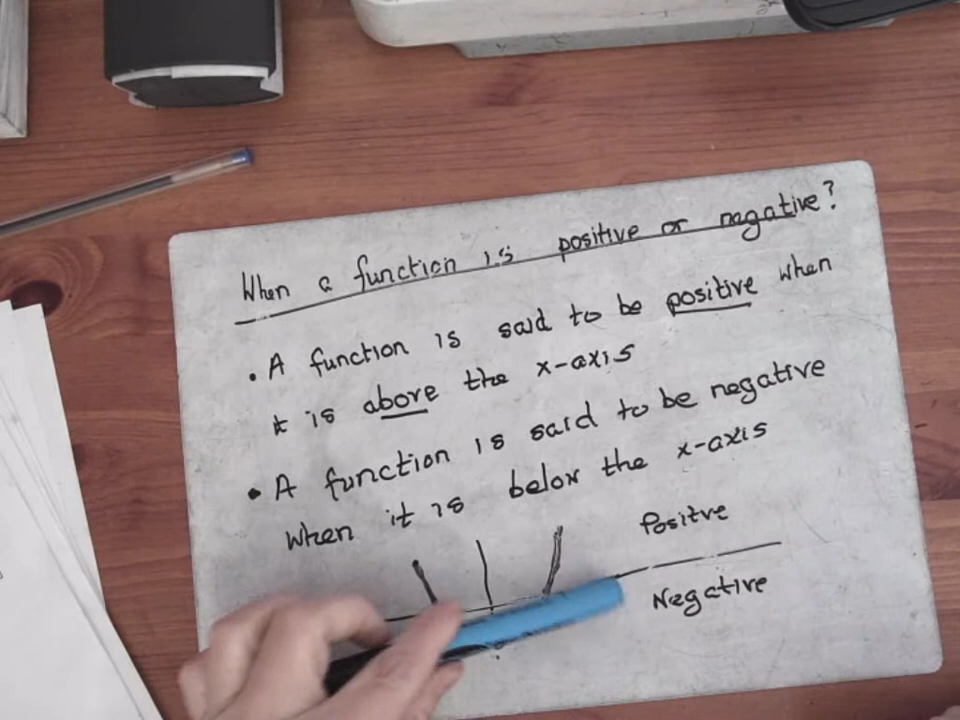 When a function is positive or negative?
• A function is said to be positive when
it is above the x-axis
• A function is said to be negative
when it is below the x-axis
Positve
Negative